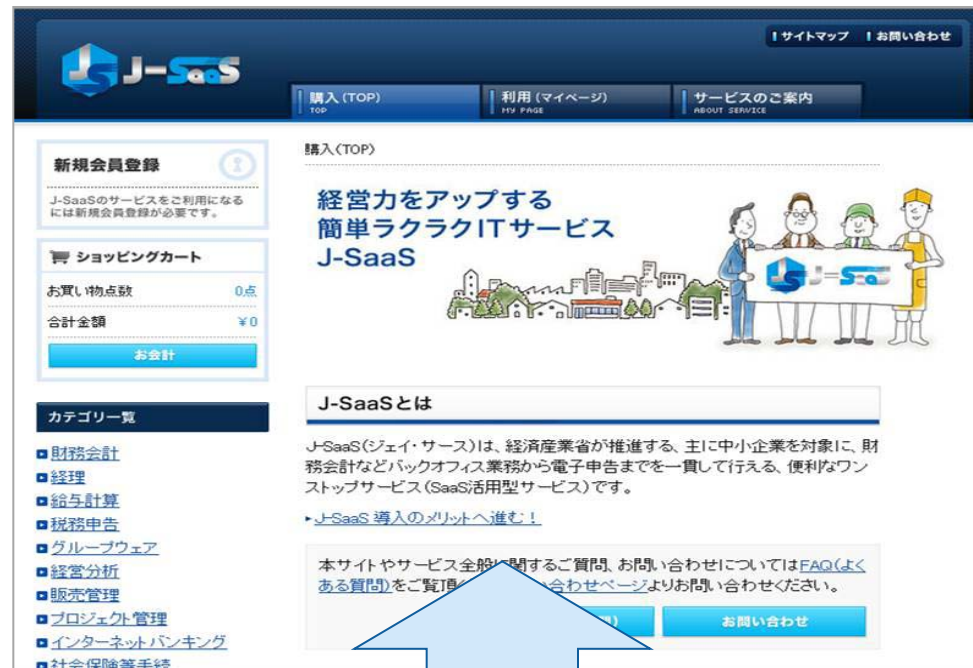 サイトマップ お問い合わせ
J-SaaS
購入(TOP) 利用(マイページ) サービスのご案内
TOP MY PAGE ABOUT SERVICE
新規会員登録
J-SaaSのサービスをご利用になる
には新規会員登録が必要です。
ショッピングカート
お買い物点数 0点
合計金額 ¥0
お会計
カテゴリ一覧
財務会計
経理
給与計算
税務申告
グループウェア
経営分析
販売管理
プロジェクト管理
インターネットバンキング
社会保険等手続
購入(TOP)
経営力をアップする
簡単ラクラクITサービス
J-SaaS
J-SaaS
J-SaaSとは
J-SaaS(ジェイ・サース)は、経済産業省が推進する、主に中小企業を対象に、財
務会計などバックオフィス業務から電子申告までを一貫して行える、便利なワン
ストップサービス(SaaS活用型サービス)です。
J-SaaS 導入のメリットへ進む!
本サイトやサービス全般に関するご質問、お問い合わせについてはFAQ(よく
ある質問)をご覧頂 い合わせページよりお問い合わせください。
お問い合わせ